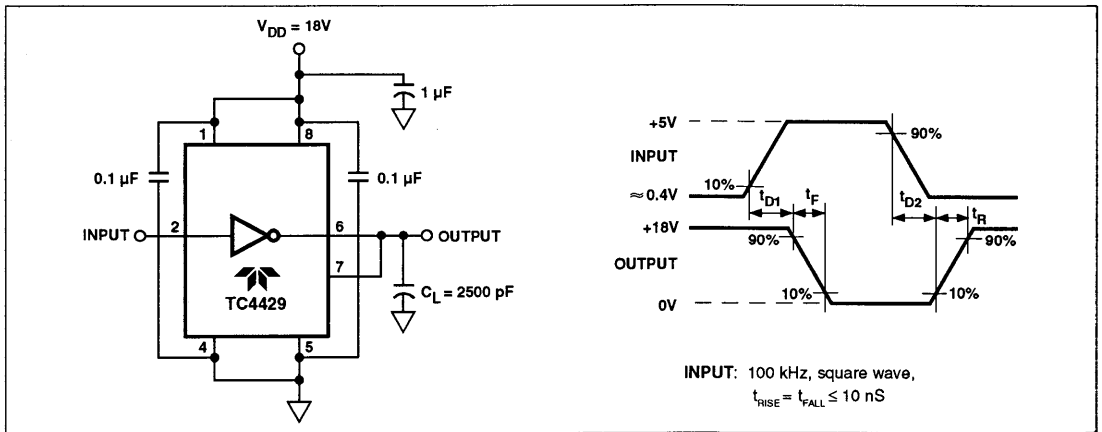 V_DD = 18V
1 µF
1
8
0.1 µF
0.1 µF
INPUT
2
6
OUTPUT
7
TC4429
C_L = 2500 pF
4
5
+5V
INPUT
90%
10%
≈ 0.4V
t_D1
t_F
t_D2
t_R
+18V
90%
90%
OUTPUT
10%
10%
0V
INPUT: 100 kHz, square wave,
t_RISE = t_FALL ≤ 10 nS